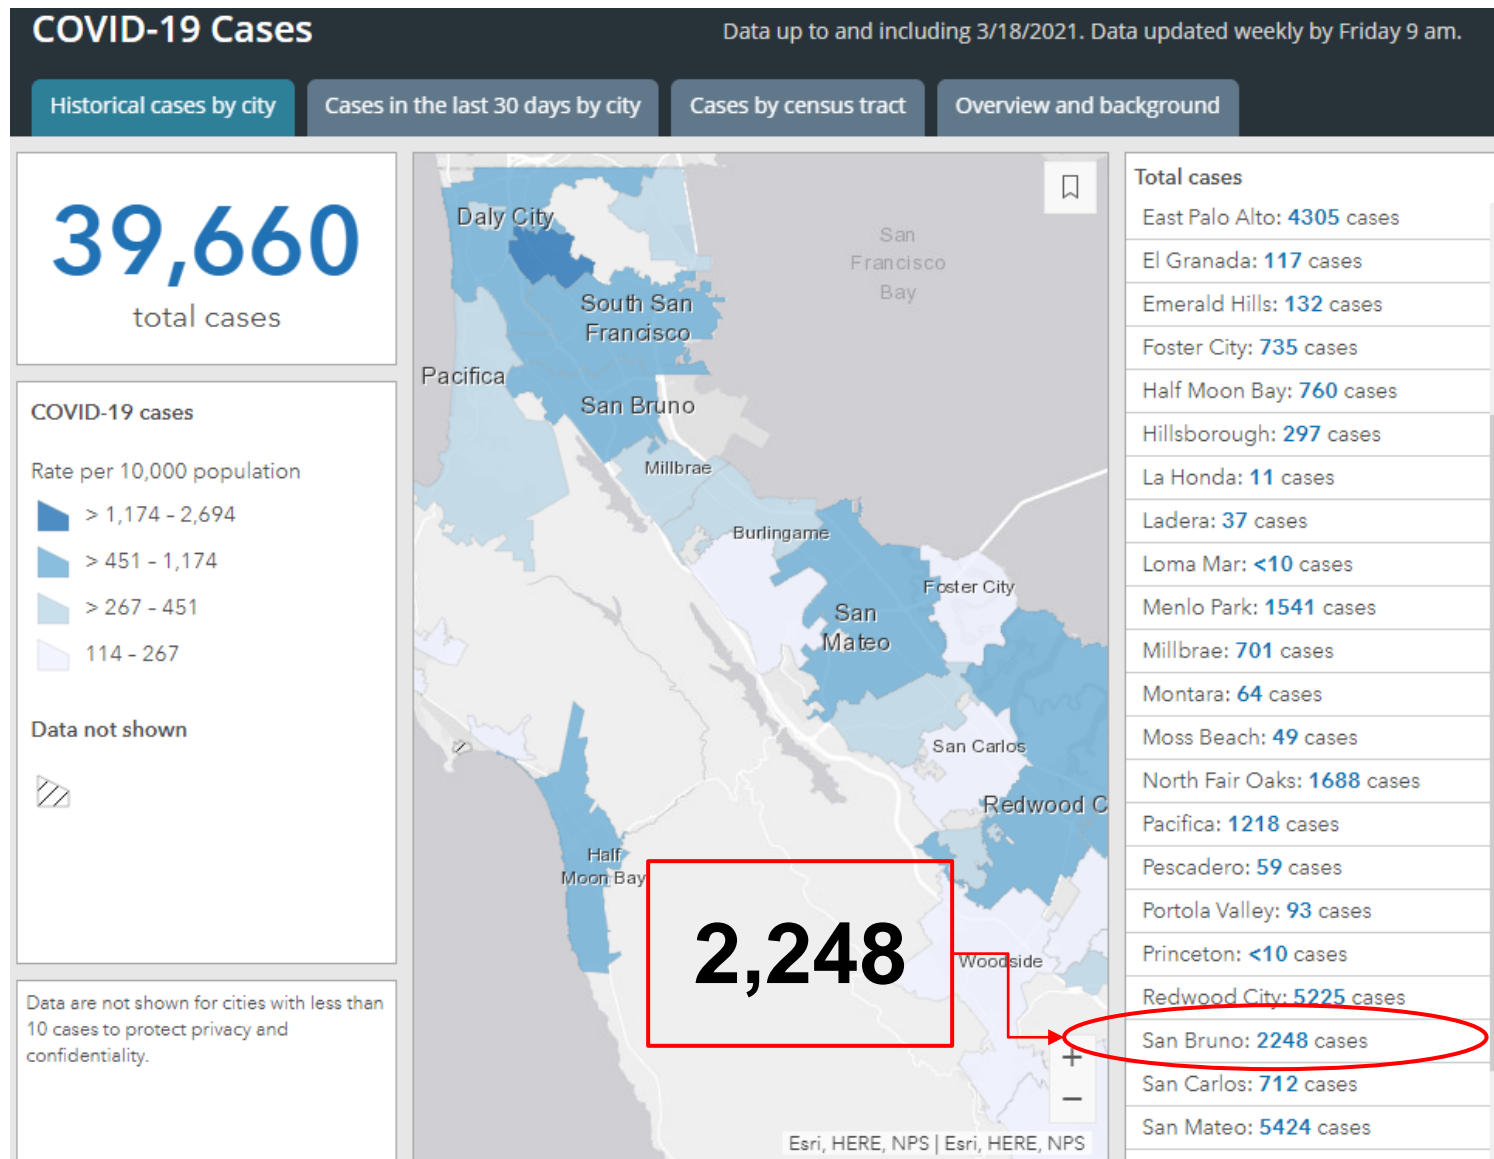 COVID-19 Cases
Data up to and including 3/18/2021. Data updated weekly by Friday 9 am.
Historical cases by city
Cases in the last 30 days by city
Cases by census tract
Overview and background
39,660
total cases
COVID-19 cases
Rate per 10,000 population
> 1,174 - 2,694
> 451 - 1,174
> 267 - 451
114 - 267
Data not shown
Data are not shown for cities with less than
10 cases to protect privacy and
confidentiality.
Daly City
San
Francisco
Bay
South San
Francisco
Pacifica
San Bruno
Millbrae
Burlingame
Foster City
San
Mateo
San Carlos
Redwood C
Half
Moon Bay
2,248
Woodside
+
−
Esri, HERE, NPS | Esri, HERE, NPS
Total cases
East Palo Alto: 4305 cases
El Granada: 117 cases
Emerald Hills: 132 cases
Foster City: 735 cases
Half Moon Bay: 760 cases
Hillsborough: 297 cases
La Honda: 11 cases
Ladera: 37 cases
Loma Mar: <10 cases
Menlo Park: 1541 cases
Millbrae: 701 cases
Montara: 64 cases
Moss Beach: 49 cases
North Fair Oaks: 1688 cases
Pacifica: 1218 cases
Pescadero: 59 cases
Portola Valley: 93 cases
Princeton: <10 cases
Redwood City: 5225 cases
San Bruno: 2248 cases
San Carlos: 712 cases
San Mateo: 5424 cases